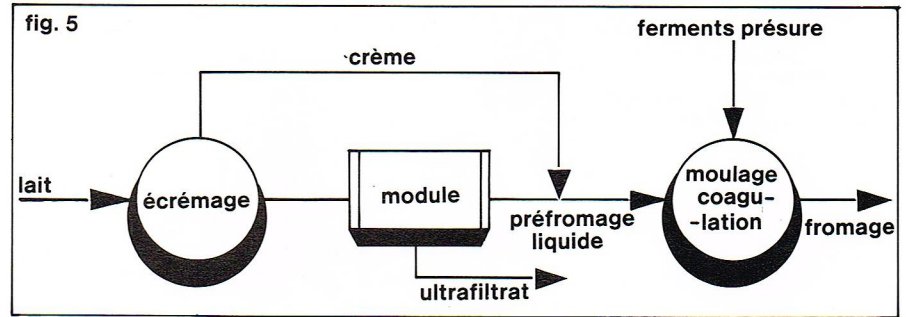 fig. 5
ferments présure
crème
lait
écrémage
module
préfromage
liquide
moulage
coagu-
-lation
fromage
ultrafiltrat